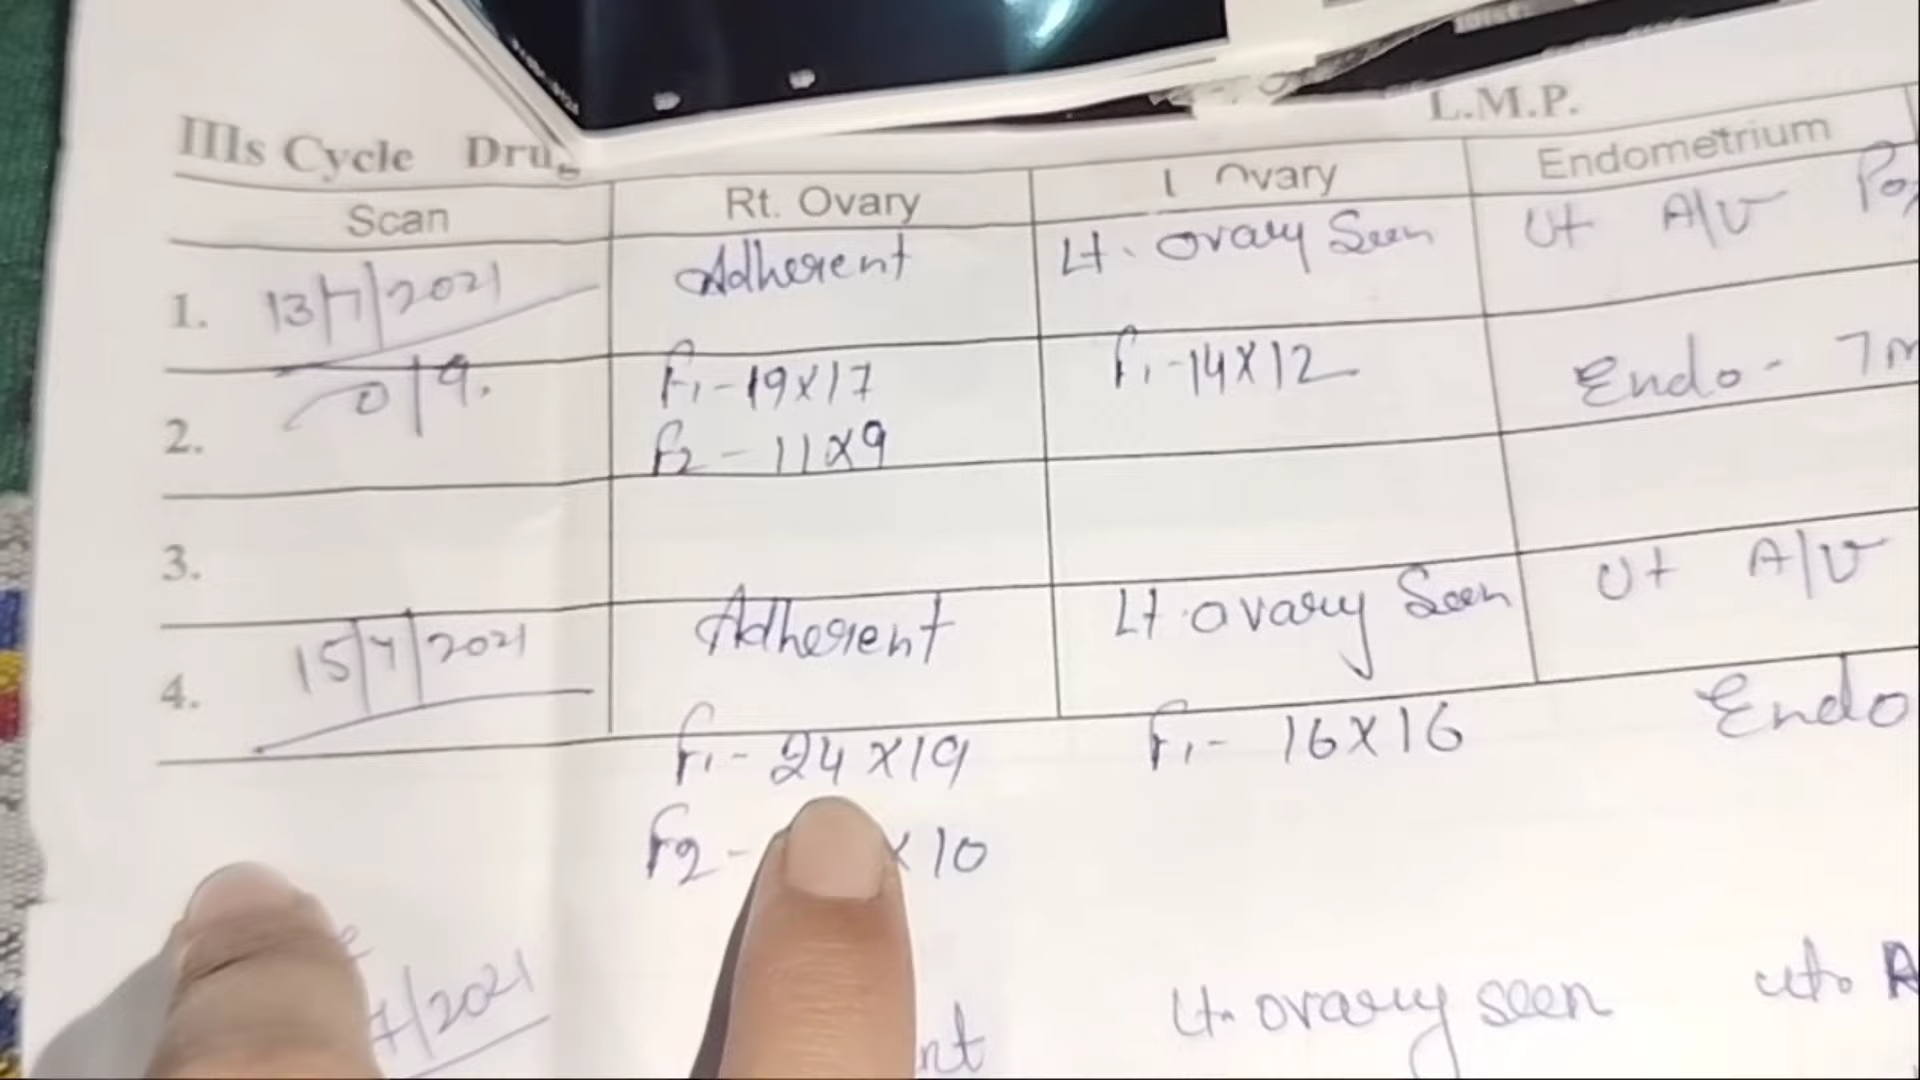 L.M.P.
IIIs Cycle Dru
Scan Rt. Ovary Ovary Endometrium
1. 13/7/2021 Adherent Lt. ovary Seen Ut A/V
2. F1-19X17 F1-14X12 Endo - 7m
F2-11X9
3.
4. 15/7/2021 Adherent Lt. ovary Seen Ut A/V
F1-24X19 F1-16X16 Endo
F2- X10
7/2021 Lt. ovary seen ut.